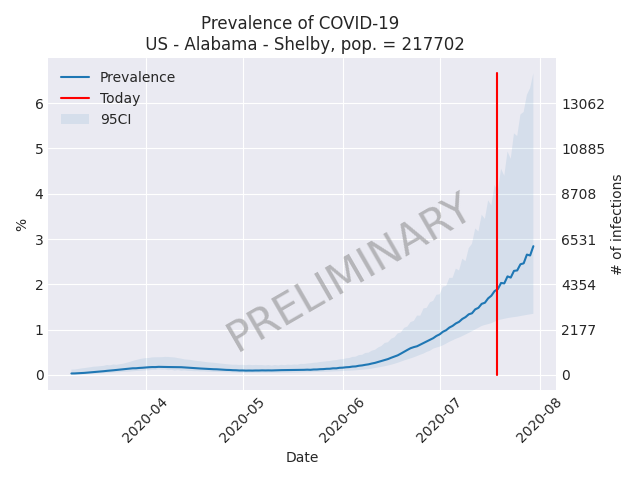 Prevalence of COVID-19
US - Alabama - Shelby, pop. = 217702
Prevalence
Today
95CI
6
5
4
3
2
1
0
%
13062
10885
8708
6531
4354
2177
0
# of infections
PRELIMINARY
2020-04
2020-05
2020-06
2020-07
2020-08
Date